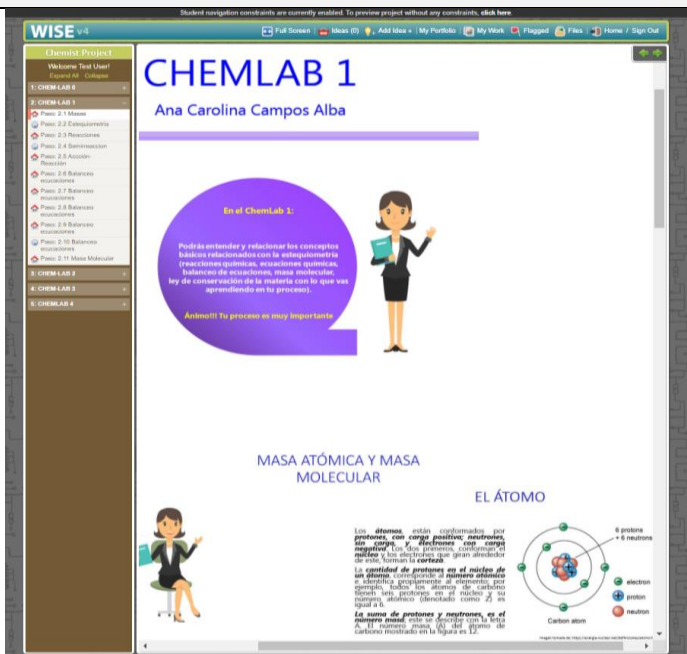 Student navigation constraints are currently enabled. To preview project without any constraints, click here.
WISE v4
Full Screen | Ideas (0) Add Idea + | My Portfolio | My Work Flagged Files | Home / Sign Out
Chemist Project
Welcome Test User!
Expand All Collapse
1: CHEM-LAB 0 +
2: CHEM-LAB 1 −
Paso: 2.1 Masas
Paso: 2.2 Estequiometria
Paso: 2.3 Reacciones
Paso: 2.4 Semirreaccion
Paso: 2.5 Acción-
Reacción
Paso: 2.6 Balanceo
ecuaciones
Paso: 2.7 Balanceo
ecuaciones
Paso: 2.8 Balanceo
ecuaciones
Paso: 2.9 Balanceo
ecuaciones
Paso: 2.10 Balanceo
ecuaciones
Paso: 2.11 Masa Molecular
3: CHEM-LAB 2 +
4: CHEM-LAB 3 +
5: CHEMLAB 4 +
CHEMLAB 1
Ana Carolina Campos Alba
En el ChemLab 1:
Podrás entender y relacionar los conceptos
básicos relacionados con la estequiometría
(reacciones químicas, ecuaciones químicas,
balanceo de ecuaciones, masa molecular,
ley de conservación de la materia con lo que vas
aprendiendo en tu proceso).
Ánimo!!! Tu proceso es muy importante
MASA ATÓMICA Y MASA
MOLECULAR
EL ÁTOMO
Los átomos, están conformados por
protones, con carga positiva; neutrones,
sin carga, y electrones con carga
negativa. Los dos primeros, conforman el
núcleo y los electrones que giran alrededor
de este, forman la corteza.
La cantidad de protones en el núcleo de
un átomo, corresponde al número atómico
e identifica propiamente al elemento, por
ejemplo, todos los átomos de carbono
tienen seis protones en el núcleo y su
número atómico (denotado como Z) es
igual a 6.
La suma de protones y neutrones, es el
número masa, este se describe con la letra
A. El número masa (A) del átomo de
carbono mostrado en la figura es 12.
6 protons
+ 6 neutrons
electron
proton
neutron
Carbon atom